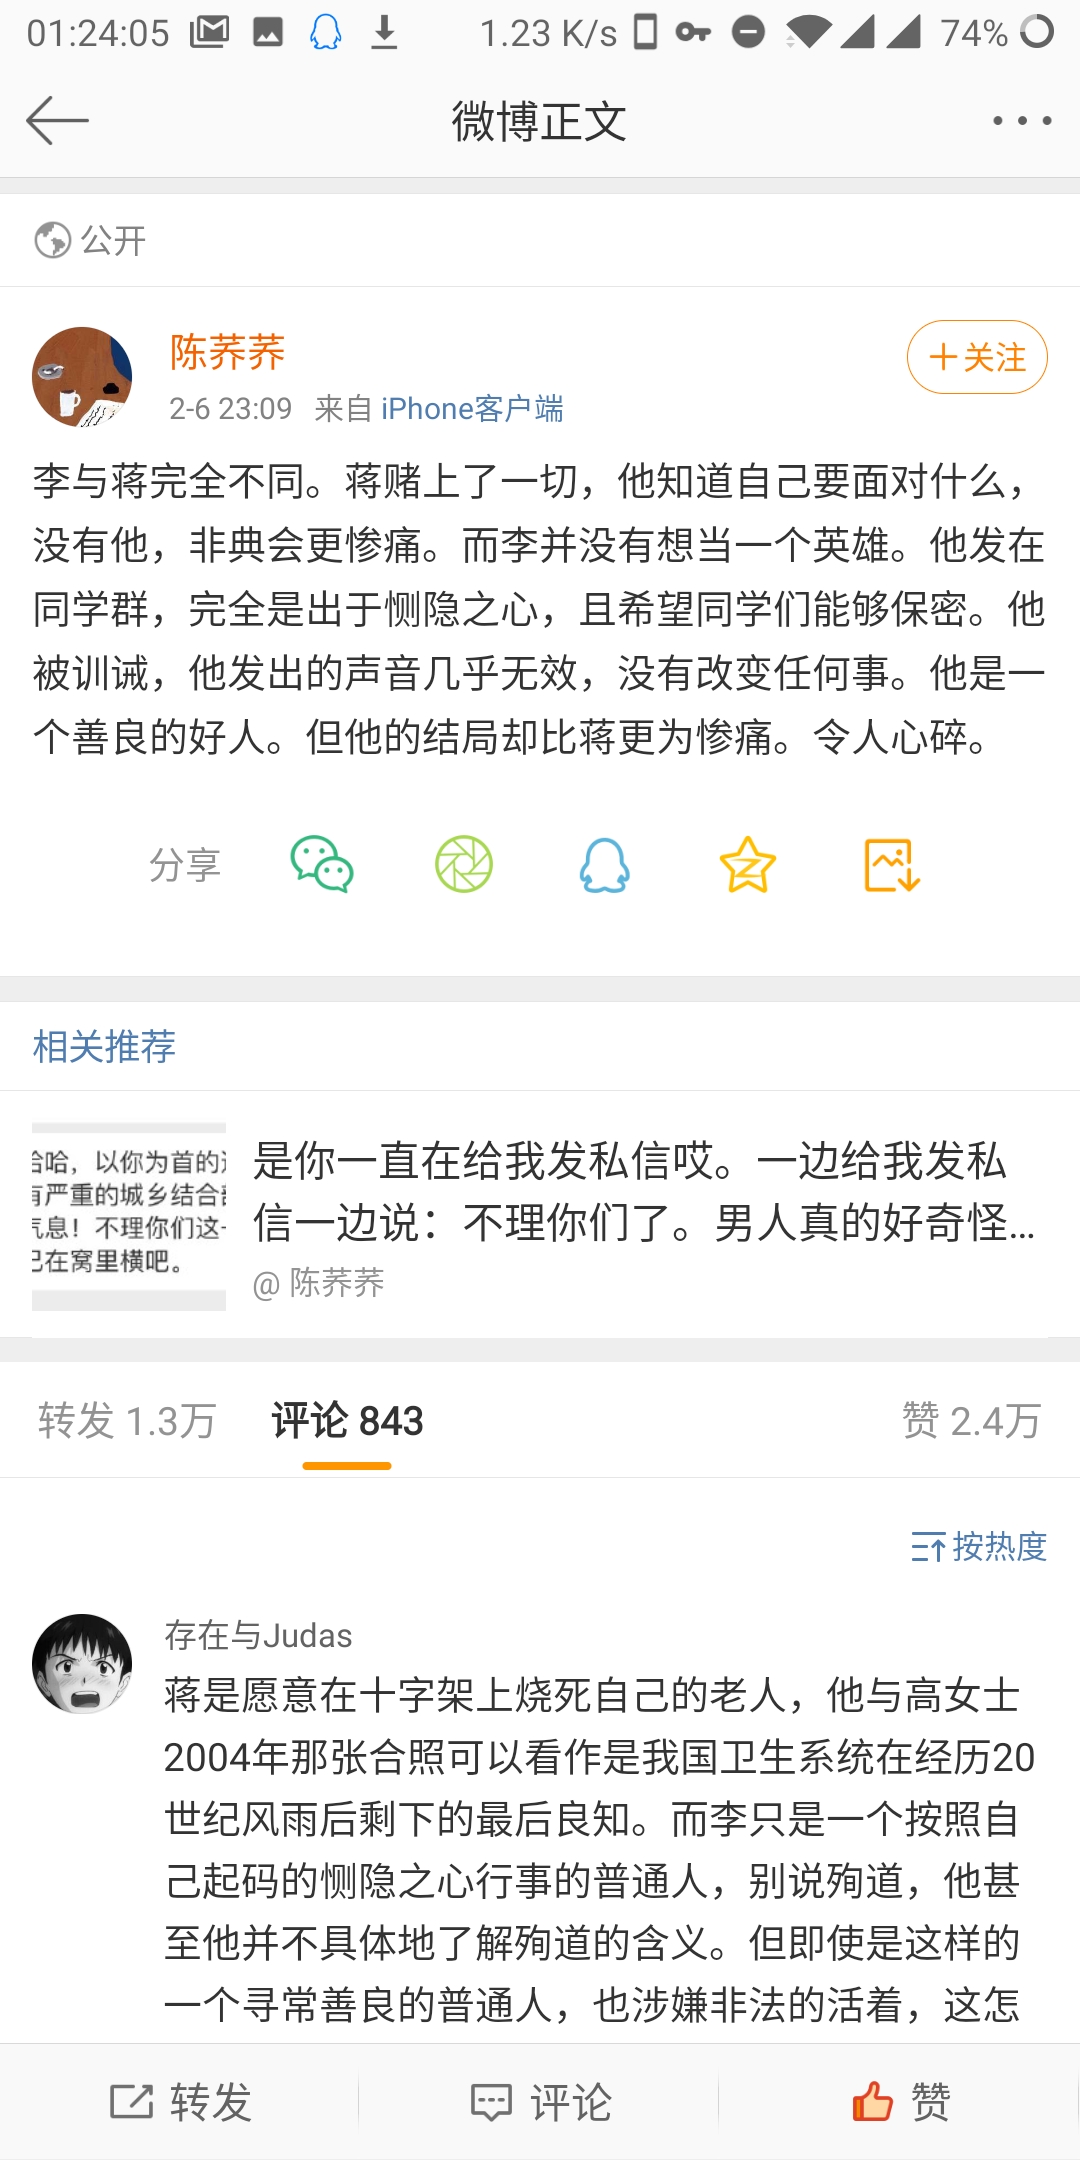 01:24:05 1.23 K/s 74%
微博正文
公开
陈荞荞
+关注
2-6 23:09 来自 iPhone客户端
李与蒋完全不同。蒋赌上了一切，他知道自己要面对什么，
没有他，非典会更惨痛。而李并没有想当一个英雄。他发在
同学群，完全是出于恻隐之心，且希望同学们能够保密。他
被训诫，他发出的声音几乎无效，没有改变任何事。他是一
个善良的好人。但他的结局却比蒋更为惨痛。令人心碎。
分享
相关推荐
哈，以你为首的
严重的城乡结合
息！不理你们这
在窝里横吧。
是你一直在给我发私信哎。一边给我发私
信一边说：不理你们了。男人真的好奇怪...
@ 陈荞荞
转发 1.3万 评论 843 赞 2.4万
按热度
存在与Judas
蒋是愿意在十字架上烧死自己的老人，他与高女士
2004年那张合照可以看作是我国卫生系统在经历20
世纪风雨后剩下的最后良知。而李只是一个按照自
己起码的恻隐之心行事的普通人，别说殉道，他甚
至他并不具体地了解殉道的含义。但即使是这样的
一个寻常善良的普通人，也涉嫌非法的活着，这怎
转发 评论 赞